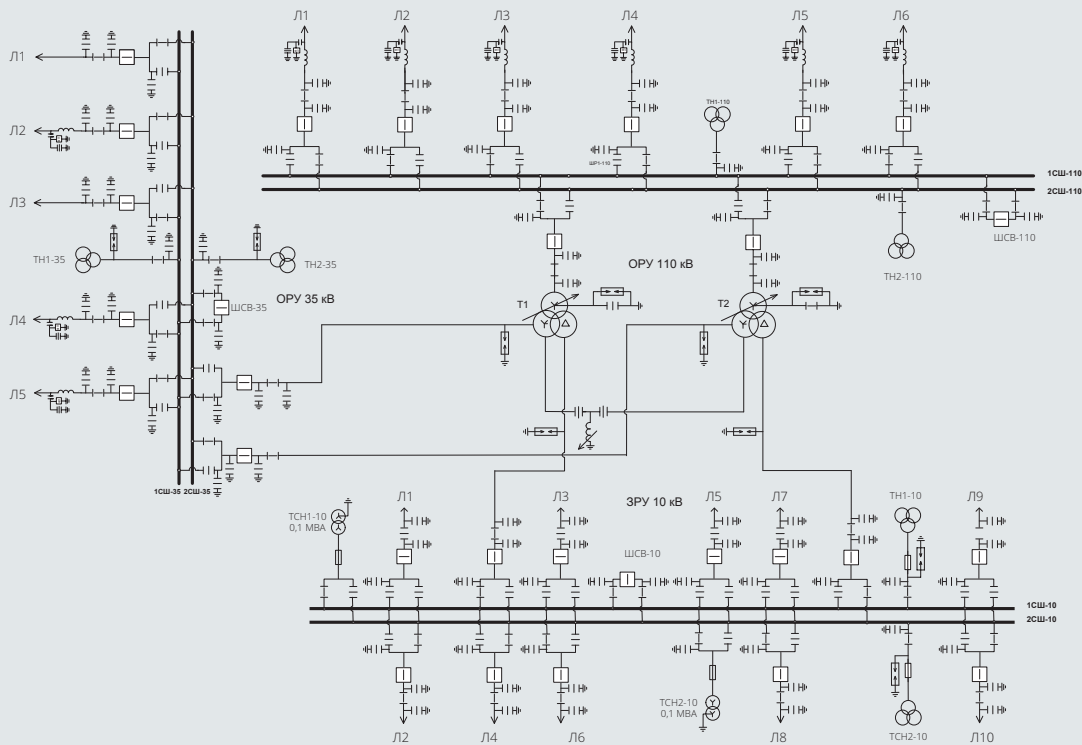 Л1
Л2
Л3
Л4
Л5
Л6
Л1
Л2
Л3
ТН1-35
ТН2-35
Л4
Л5
ОРУ 35 кВ
ШСВ-35
1СШ-35
2СШ-35
ТН1-110
ШР1-110
1СШ-110
2СШ-110
ШСВ-110
ТН2-110
ОРУ 110 кВ
Т1
Т2
ЗРУ 10 кВ
ТСН1-10
0,1 МВА
Л1
Л3
ШСВ-10
Л5
Л7
ТН1-10
Л9
1СШ-10
2СШ-10
Л2
Л4
Л6
ТСН2-10
0,1 МВА
Л8
ТСН2-10
Л10